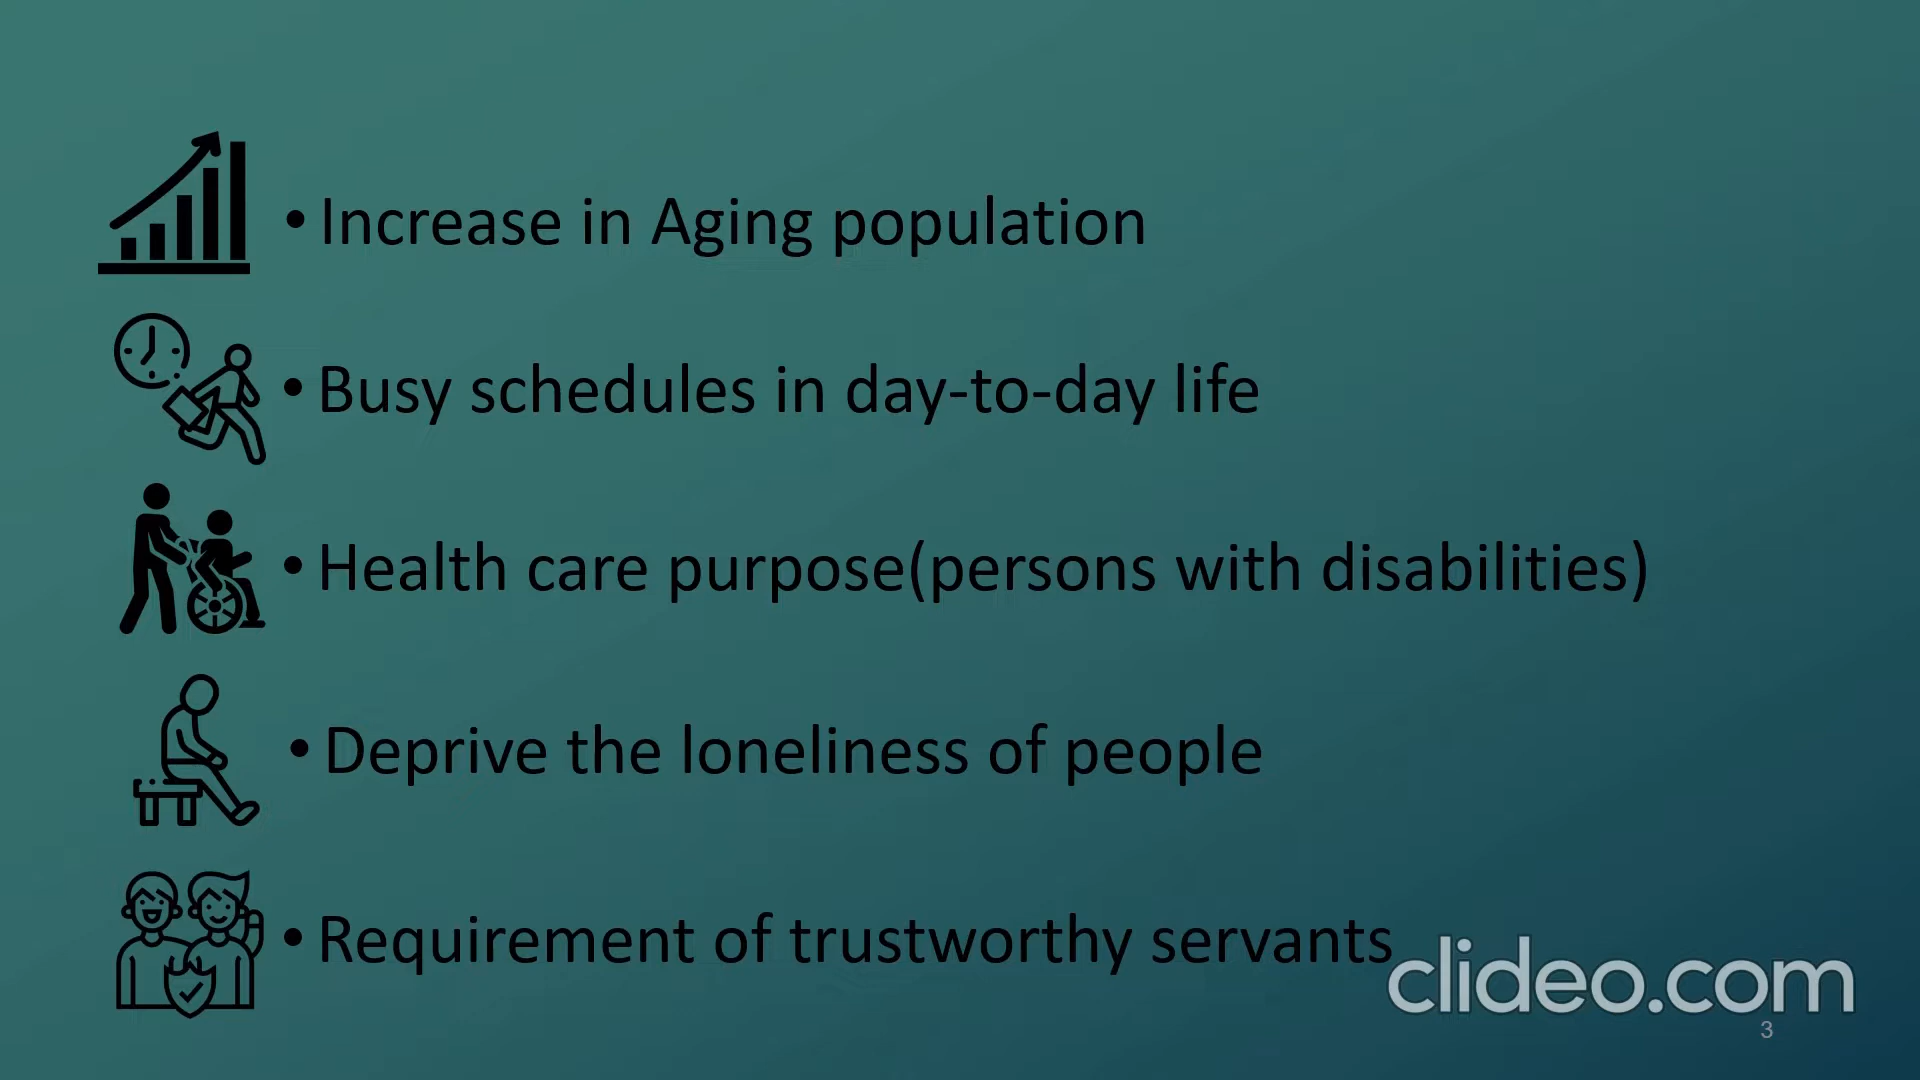 • Increase in Aging population
• Busy schedules in day-to-day life
• Health care purpose(persons with disabilities)
• Deprive the loneliness of people
• Requirement of trustworthy servants
clideo.com
3